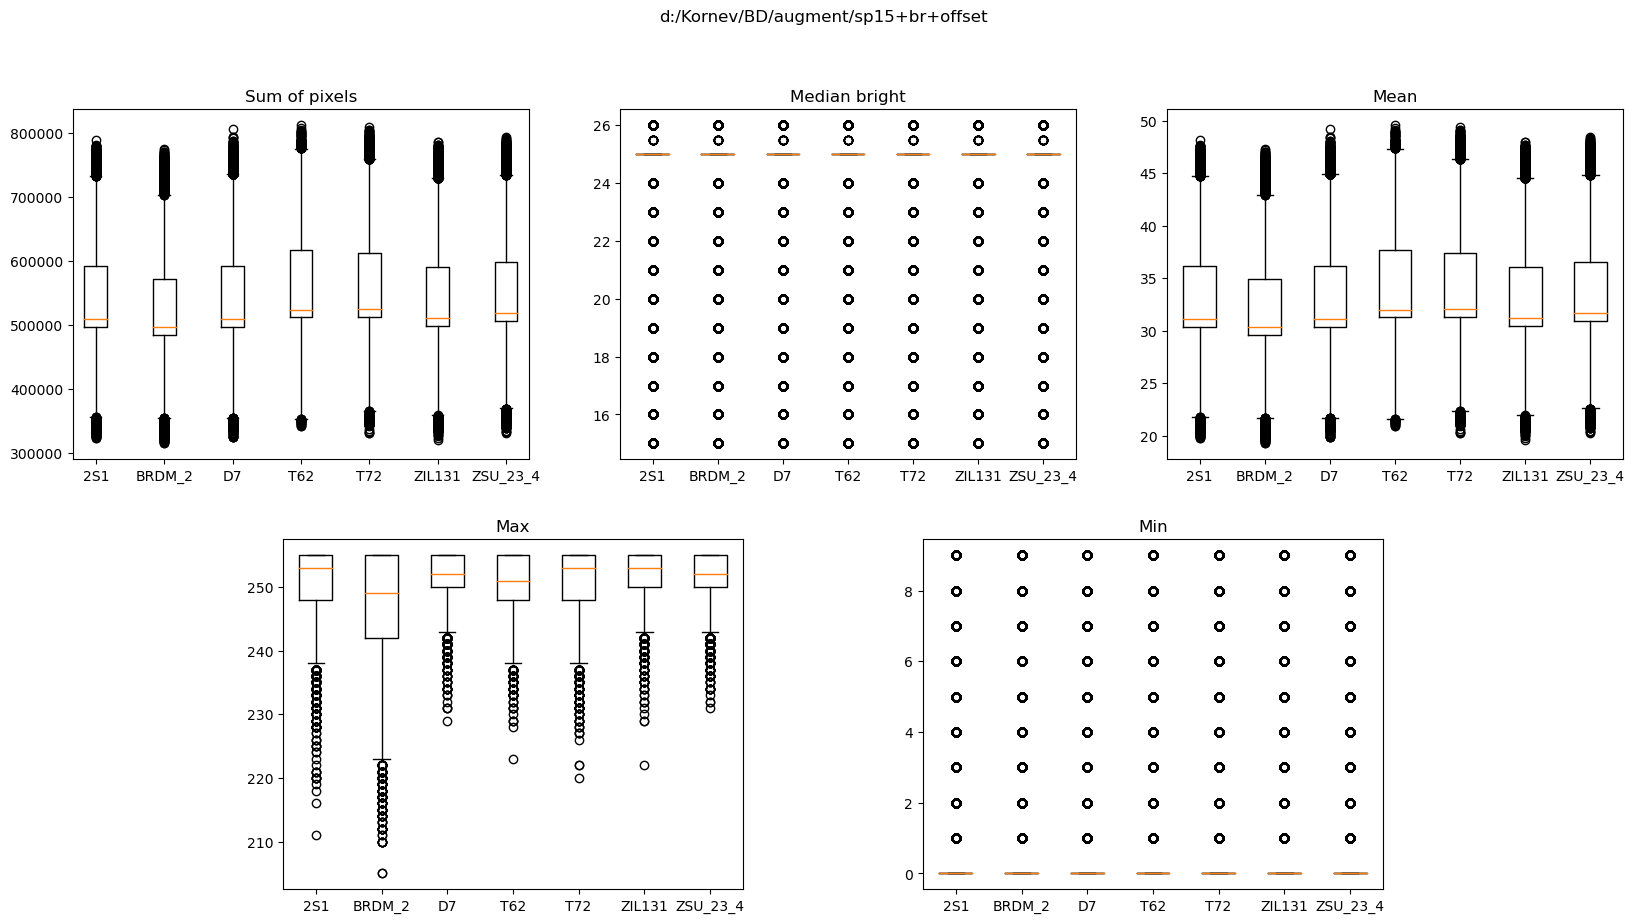 d:/Kornev/BD/augment/sp15+br+offset
Sum of pixels
800000
700000
600000
500000
400000
300000
2S1 BRDM_2 D7 T62 T72 ZIL131 ZSU_23_4
Median bright
26
24
22
20
18
16
2S1 BRDM_2 D7 T62 T72 ZIL131 ZSU_23_4
Mean
50
45
40
35
30
25
20
2S1 BRDM_2 D7 T62 T72 ZIL131 ZSU_23_4
Max
250
240
230
220
210
2S1 BRDM_2 D7 T62 T72 ZIL131 ZSU_23_4
Min
8
6
4
2
0
2S1 BRDM_2 D7 T62 T72 ZIL131 ZSU_23_4